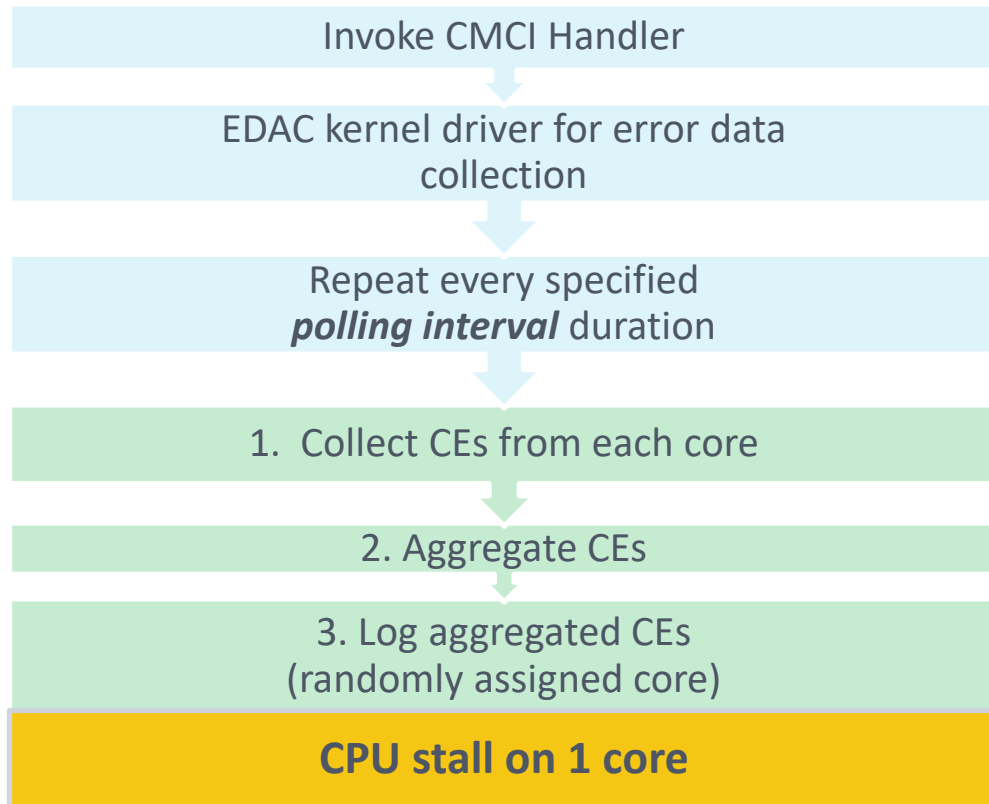 Invoke CMCI Handler
EDAC kernel driver for error data
collection
Repeat every specified
polling interval duration
1. Collect CEs from each core
2. Aggregate CEs
3. Log aggregated CEs
(randomly assigned core)
CPU stall on 1 core